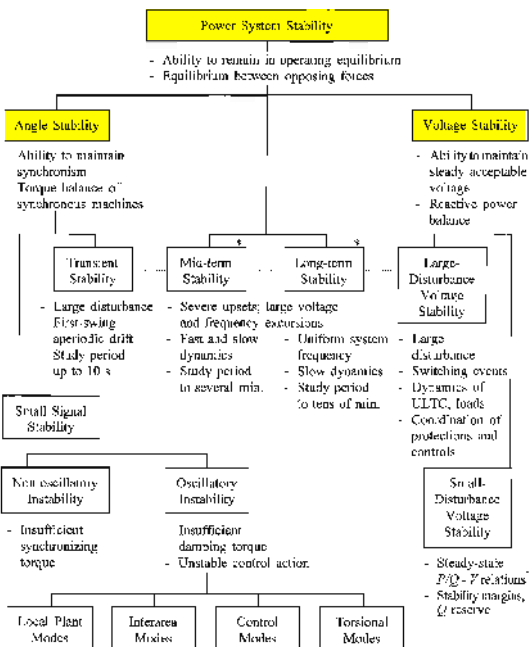 Power System Stability
- Ability to remain in operating equilibrium
- Equilibrium between opposing forces
Angle Stability
Ability to maintain
synchronism
Torque balance of
synchronous machines
Voltage Stability
- Ability to maintain
steady acceptable
voltage
- Reactive power
balance
Transient
Stability
- Large disturbance
First-swing
aperiodic drift
Study period
up to 10 s
*
Mid-term
Stability
*
Long-term
Stability
- Severe upsets; large voltage
and frequency excursions
- Fast and slow
dynamics
- Study period
to several min.
- Uniform system
frequency
- Slow dynamics
- Study period
to tens of min.
Large-
Disturbance
Voltage
Stability
- Large
disturbance
- Switching events
- Dynamics of
ULTC, loads
- Coordination of
protections and
controls
Small Signal
Stability
Non-oscillatory
Instability
- Insufficient
synchronizing
torque
Oscillatory
Instability
Insufficient
damping torque
- Unstable control action
Small-
Disturbance
Voltage
Stability
- Steady-state
P/Q - V relations
- Stability margins,
Q reserve
Local Plant
Modes
Interarea
Modes
Control
Modes
Torsional
Modes